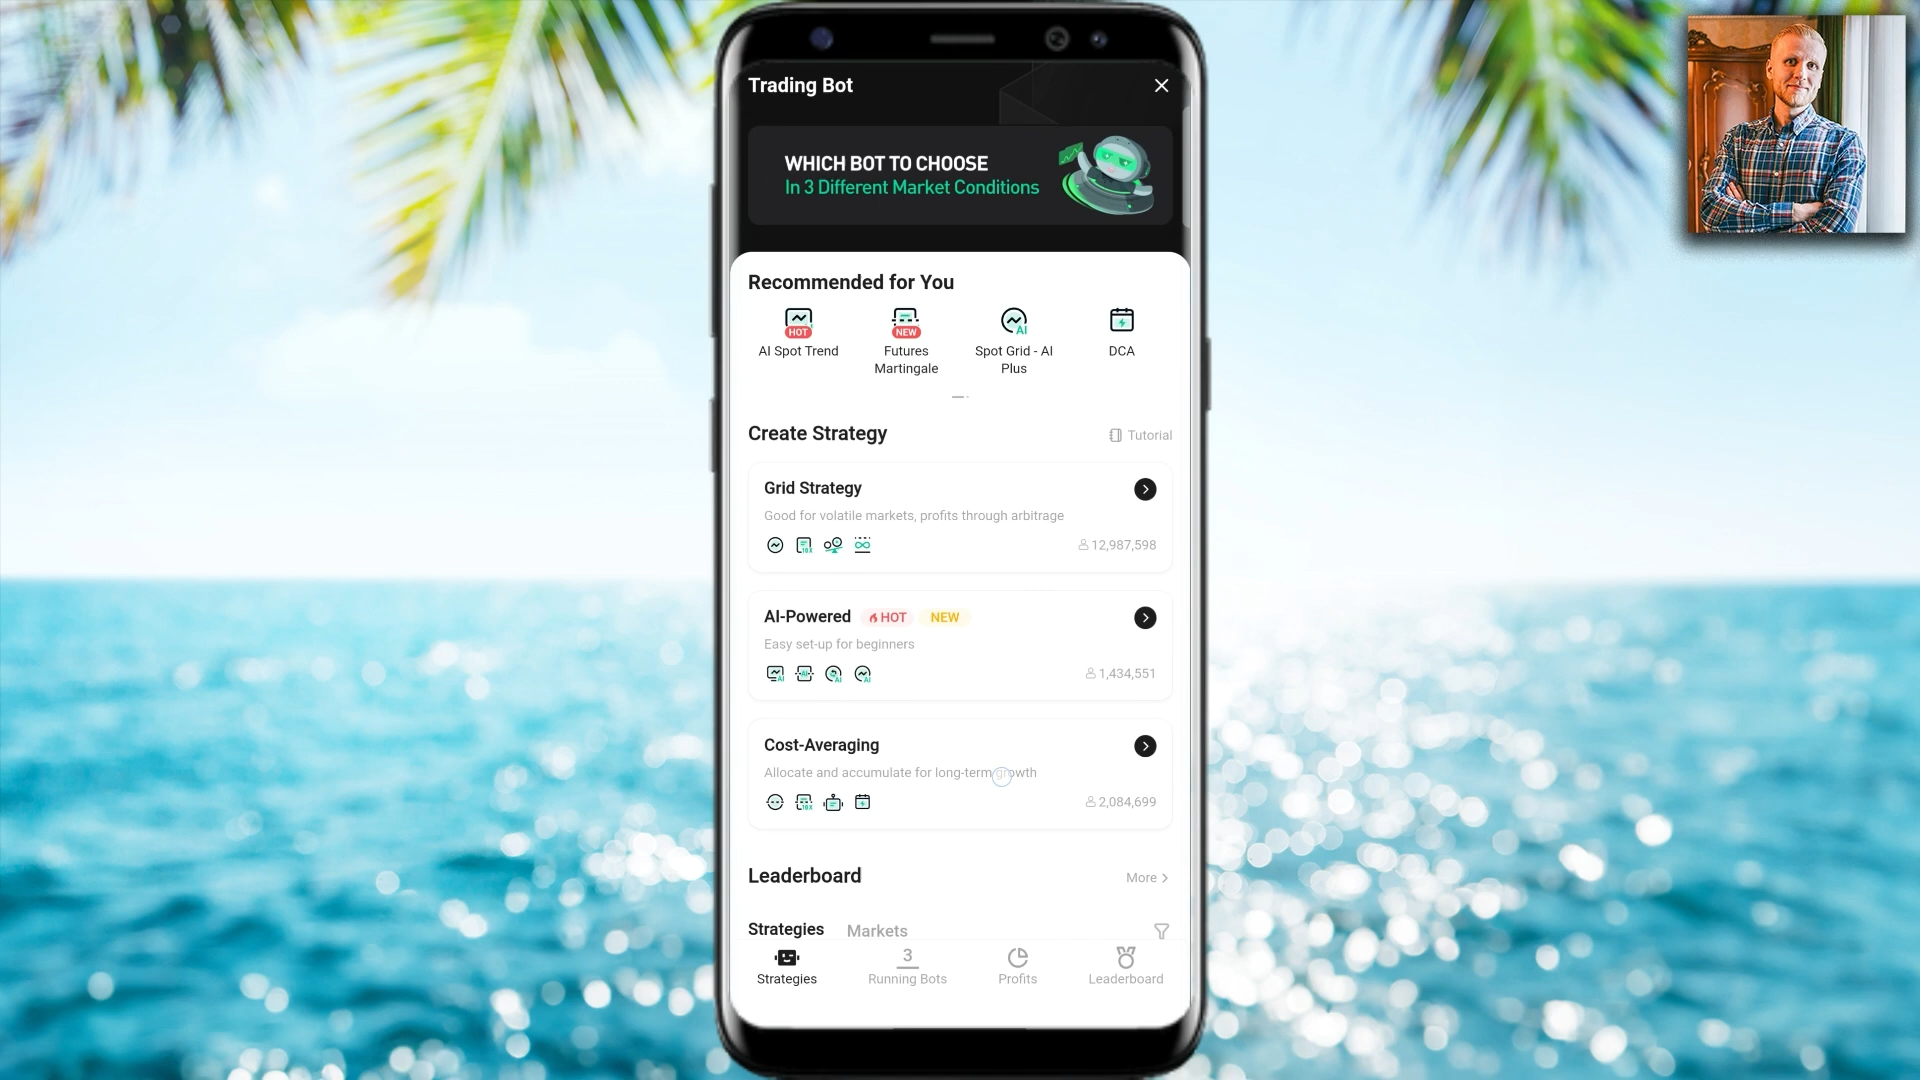 Trading Bot
WHICH BOT TO CHOOSE
In 3 Different Market Conditions
Recommended for You
HOT
NEW
AI
AI Spot Trend
Futures
Martingale
Spot Grid - AI
Plus
DCA
Create Strategy
Tutorial
Grid Strategy
Good for volatile markets, profits through arbitrage
12,987,598
AI-Powered
HOT
NEW
Easy set-up for beginners
1,434,551
Cost-Averaging
Allocate and accumulate for long-term growth
2,084,699
Leaderboard
More
Strategies
Markets
3
Strategies
Running Bots
Profits
Leaderboard